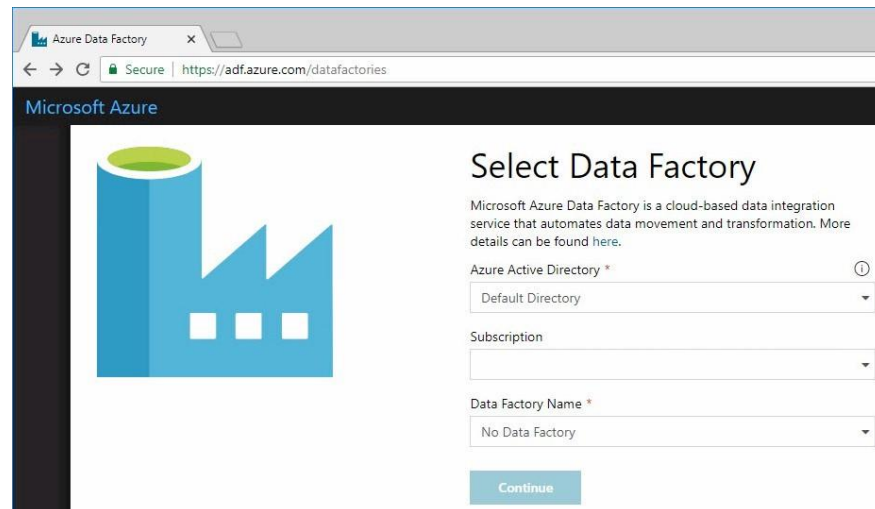 Azure Data Factory
Secure | https://adf.azure.com/datafactories
Microsoft Azure
Select Data Factory
Microsoft Azure Data Factory is a cloud-based data integration
service that automates data movement and transformation. More
details can be found here.
Azure Active Directory *
Default Directory
Subscription
Data Factory Name *
No Data Factory
Continue